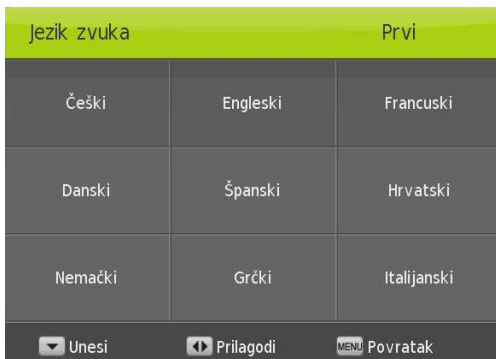 Jezik zvuka Prvi
Češki Engleski Francuski
Danski Španski Hrvatski
Nemački Grčki Italijanski
Unesi Prilagodi MENU Povratak